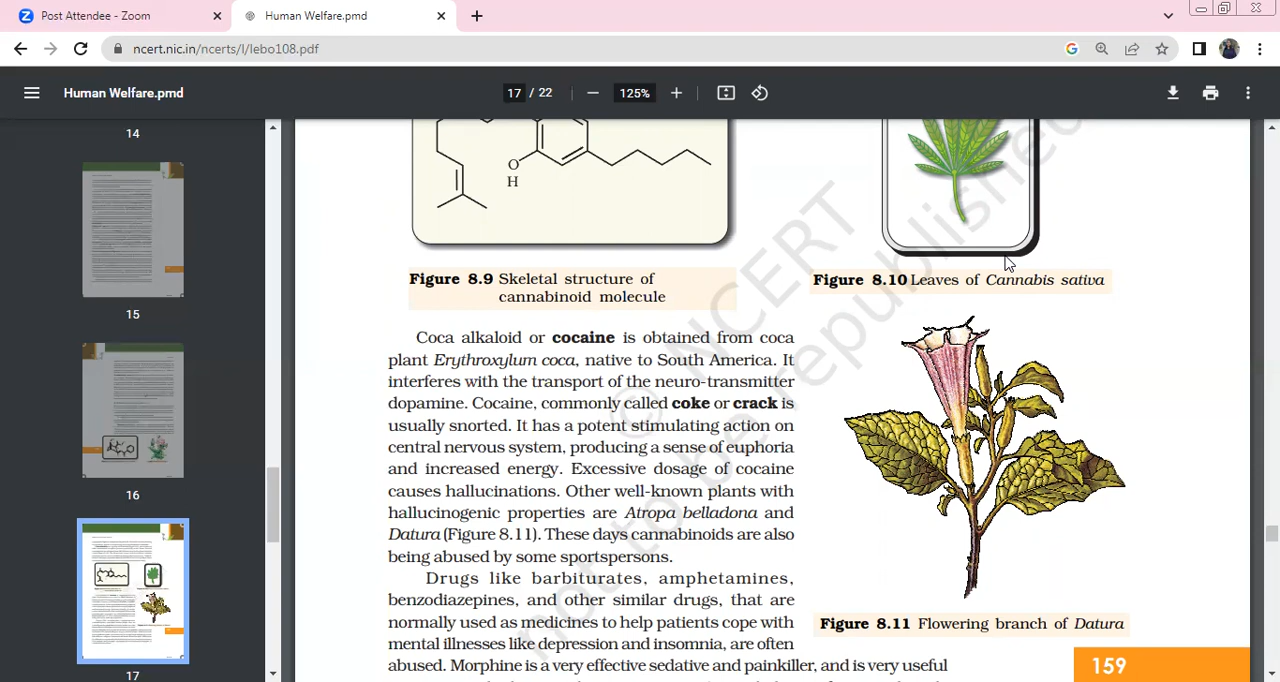 Post Attendee - Zoom
Human Welfare.pmd
ncert.nic.in/ncerts/l/lebo108.pdf
Human Welfare.pmd
17 / 22
125%
14
15
16
17
O
H
Figure 8.9 Skeletal structure of
cannabinoid molecule
Figure 8.10 Leaves of Cannabis sativa
Coca alkaloid or cocaine is obtained from coca
plant Erythroxylum coca, native to South America. It
interferes with the transport of the neuro-transmitter
dopamine. Cocaine, commonly called coke or crack is
usually snorted. It has a potent stimulating action on
central nervous system, producing a sense of euphoria
and increased energy. Excessive dosage of cocaine
causes hallucinations. Other well-known plants with
hallucinogenic properties are Atropa belladona and
Datura (Figure 8.11). These days cannabinoids are also
being abused by some sportspersons.
Drugs like barbiturates, amphetamines,
benzodiazepines, and other similar drugs, that are
normally used as medicines to help patients cope with
mental illnesses like depression and insomnia, are often
abused. Morphine is a very effective sedative and painkiller, and is very useful
Figure 8.11 Flowering branch of Datura
159
© NCERT
not to be republished